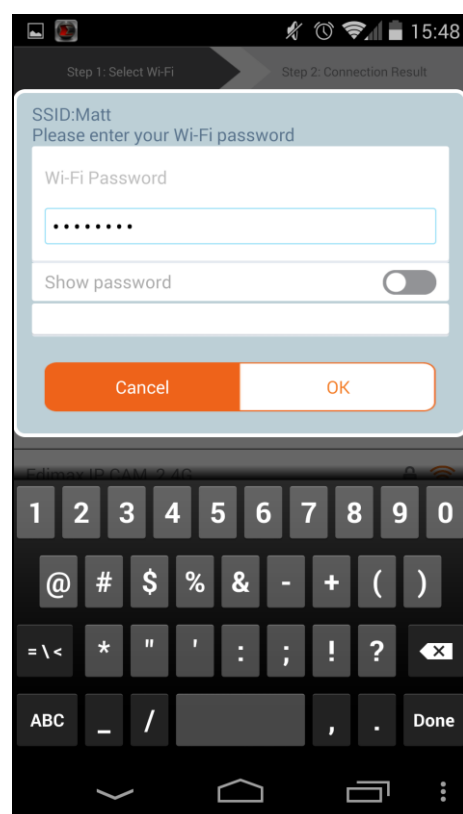 15:48
Step 1: Select Wi-Fi Step 2: Connection Result
SSID:Matt
Please enter your Wi-Fi password
Wi-Fi Password
••••••••
Show password
Cancel OK
Edimax IP CAM 2.4G
1 2 3 4 5 6 7 8 9 0
@ # $ % & - + ( )
= \ < * " ' : ; ! ?
ABC _ / , . Done